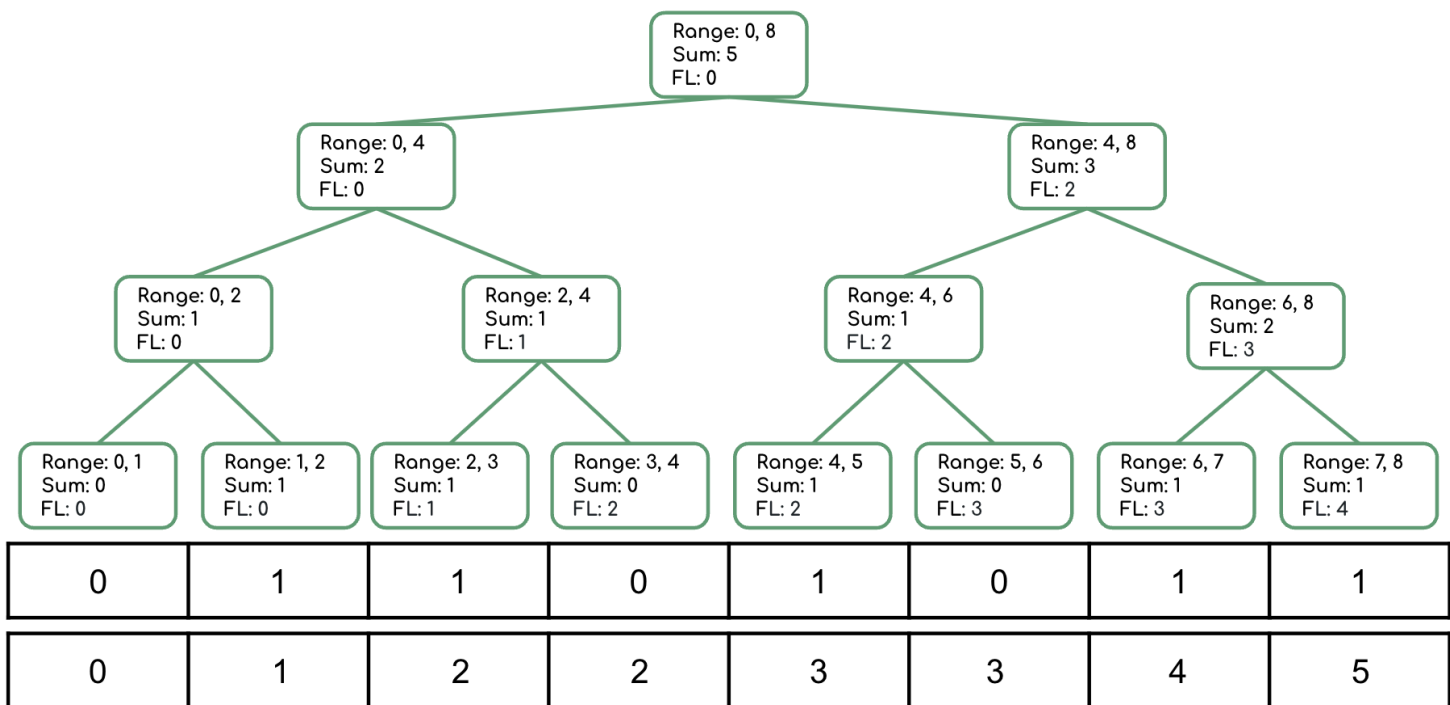 Range: 0, 8
Sum: 5
FL: 0
Range: 0, 4
Sum: 2
FL: 0
Range: 4, 8
Sum: 3
FL: 2
Range: 0, 2
Sum: 1
FL: 0
Range: 2, 4
Sum: 1
FL: 1
Range: 4, 6
Sum: 1
FL: 2
Range: 6, 8
Sum: 2
FL: 3
Range: 0, 1
Sum: 0
FL: 0
Range: 1, 2
Sum: 1
FL: 0
Range: 2, 3
Sum: 1
FL: 1
Range: 3, 4
Sum: 0
FL: 2
Range: 4, 5
Sum: 1
FL: 2
Range: 5, 6
Sum: 0
FL: 3
Range: 6, 7
Sum: 1
FL: 3
Range: 7, 8
Sum: 1
FL: 4
0 1 1 0 1 0 1 1
0 1 2 2 3 3 4 5